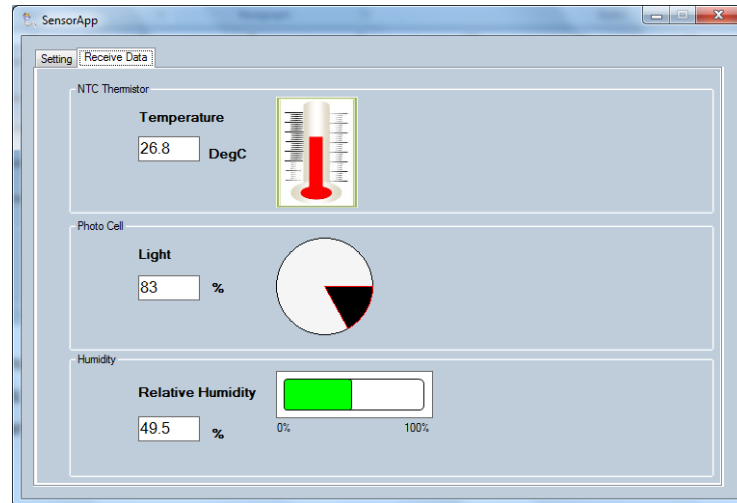 SensorApp
Setting Receive Data
NTC Thermistor
Temperature
26.8 DegC
Photo Cell
Light
83 %
Humidity
Relative Humidity
49.5 %
0% 100%